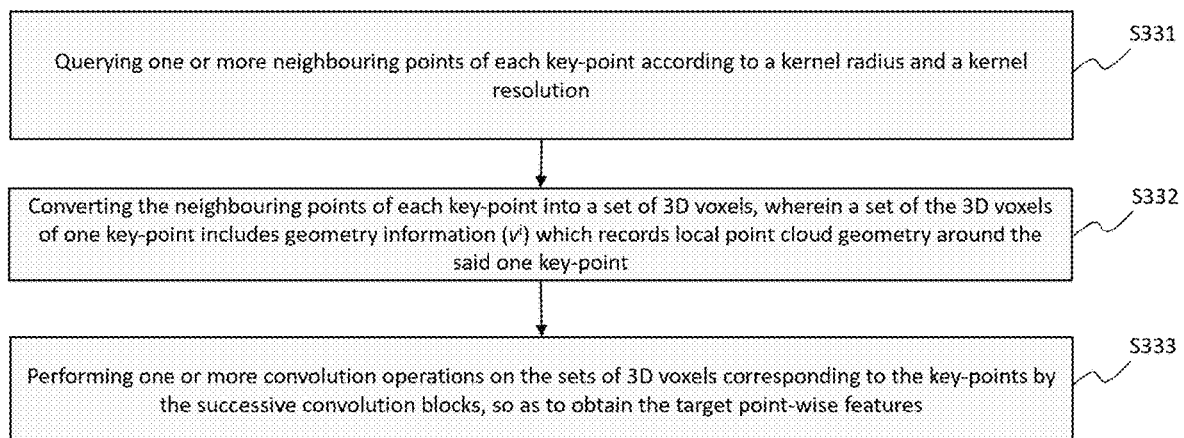 Querying one or more neighbouring points of each key-point according to a kernel radius and a kernel
resolution
S331
Converting the neighbouring points of each key-point into a set of 3D voxels, wherein a set of the 3D voxels
of one key-point includes geometry information (vⁱ) which records local point cloud geometry around the
said one key-point
S332
Performing one or more convolution operations on the sets of 3D voxels corresponding to the key-points by
the successive convolution blocks, so as to obtain the target point-wise features
S333